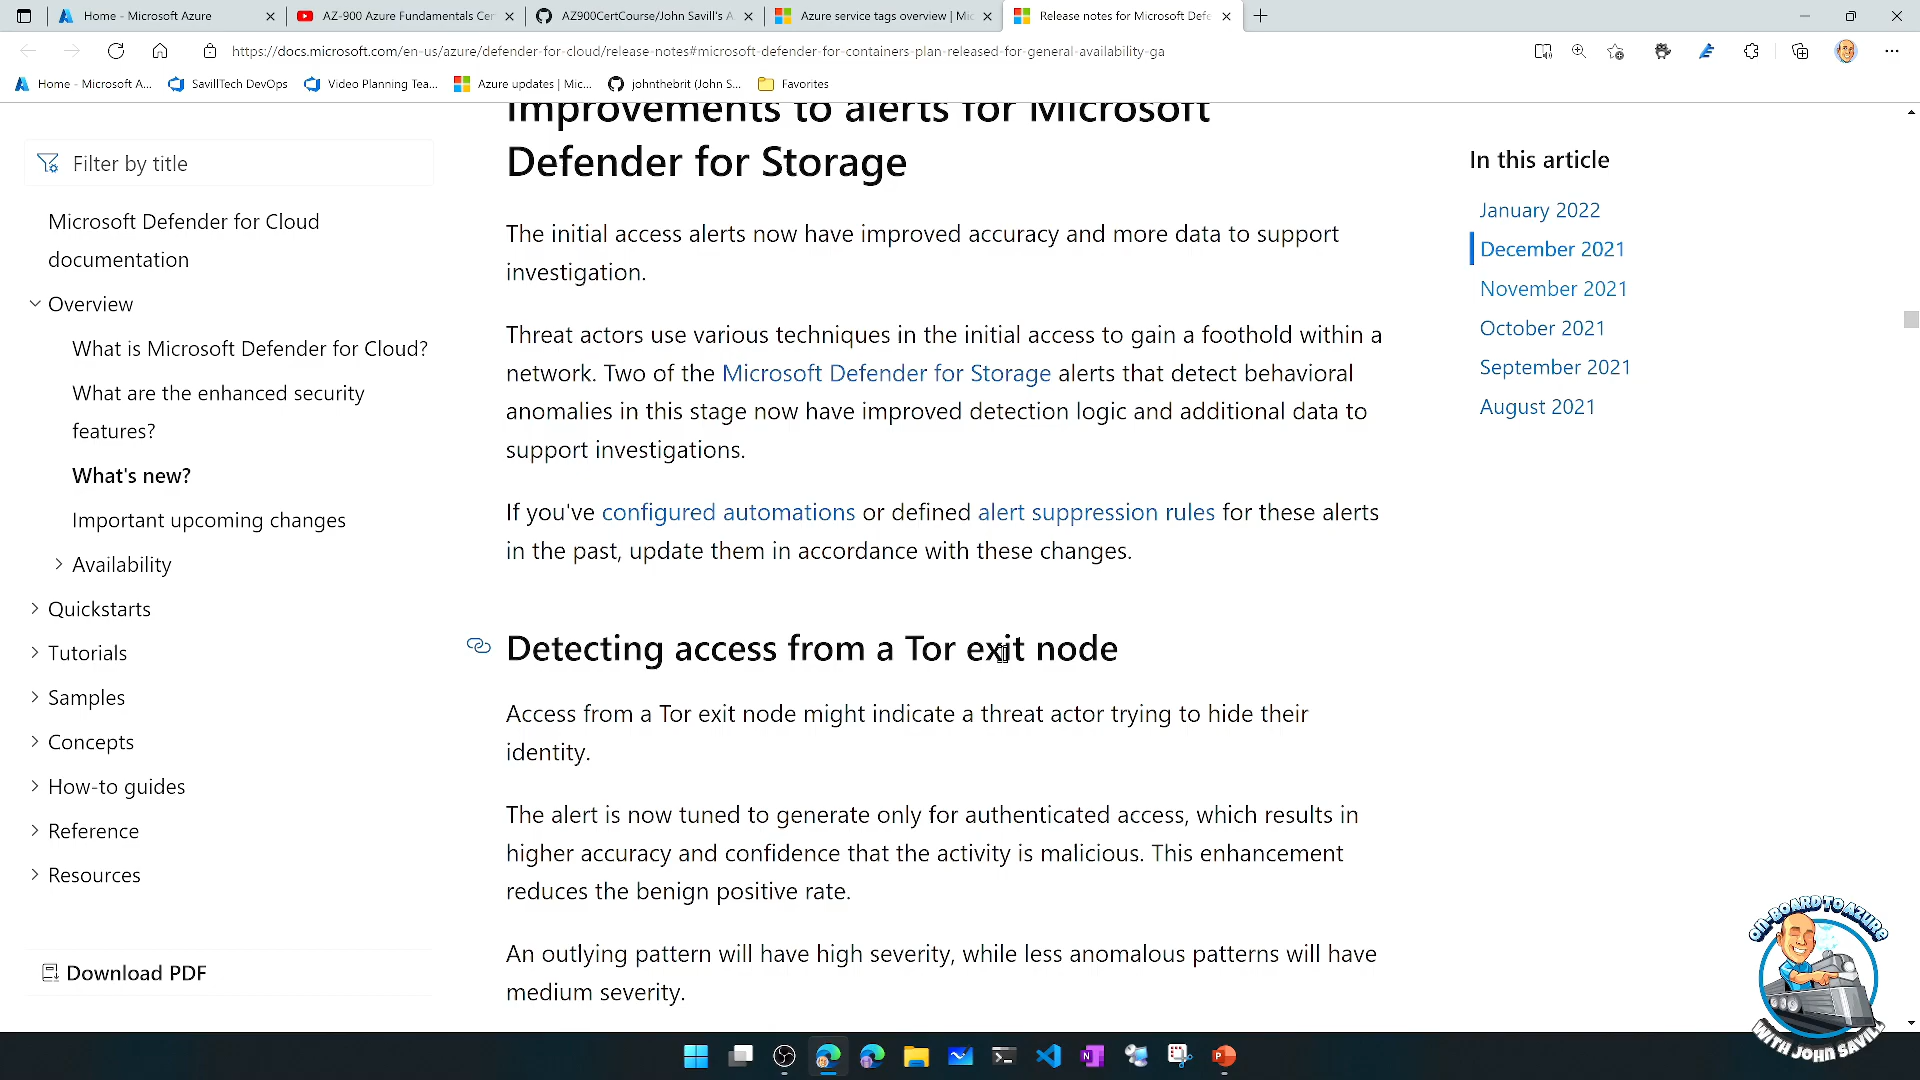 Home - Microsoft Azure
AZ-900 Azure Fundamentals Cer
AZ900CertCourse/John Savill's A
Azure service tags overview | Mic
Release notes for Microsoft Defe
https://docs.microsoft.com/en-us/azure/defender-for-cloud/release-notes#microsoft-defender-for-containers-plan-released-for-general-availability-ga
Home - Microsoft A...
SavillTech DevOps
Video Planning Tea...
Azure updates | Mic...
johnthebrit (John S...
Favorites
Filter by title
Microsoft Defender for Cloud
documentation
Overview
What is Microsoft Defender for Cloud?
What are the enhanced security
features?
What's new?
Important upcoming changes
Availability
Quickstarts
Tutorials
Samples
Concepts
How-to guides
Reference
Resources
Download PDF
Improvements to alerts for Microsoft
Defender for Storage
The initial access alerts now have improved accuracy and more data to support
investigation.
Threat actors use various techniques in the initial access to gain a foothold within a
network. Two of the Microsoft Defender for Storage alerts that detect behavioral
anomalies in this stage now have improved detection logic and additional data to
support investigations.
If you've configured automations or defined alert suppression rules for these alerts
in the past, update them in accordance with these changes.
Detecting access from a Tor exit node
Access from a Tor exit node might indicate a threat actor trying to hide their
identity.
The alert is now tuned to generate only for authenticated access, which results in
higher accuracy and confidence that the activity is malicious. This enhancement
reduces the benign positive rate.
An outlying pattern will have high severity, while less anomalous patterns will have
medium severity.
In this article
January 2022
December 2021
November 2021
October 2021
September 2021
August 2021
ON-BOARD TO AZURE
WITH JOHN SAVILL